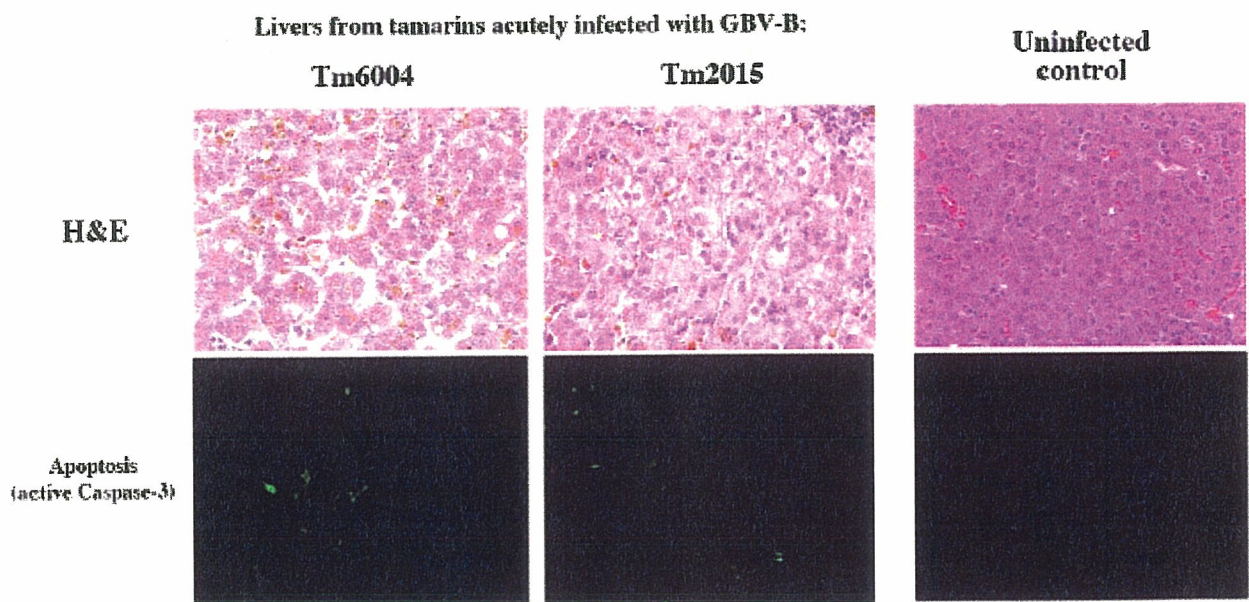 Livers from tamarins acutely infected with GBV-B:
Tm6004
Tm2015
Uninfected
control
H&E
Apoptosis
(active Caspase-3)